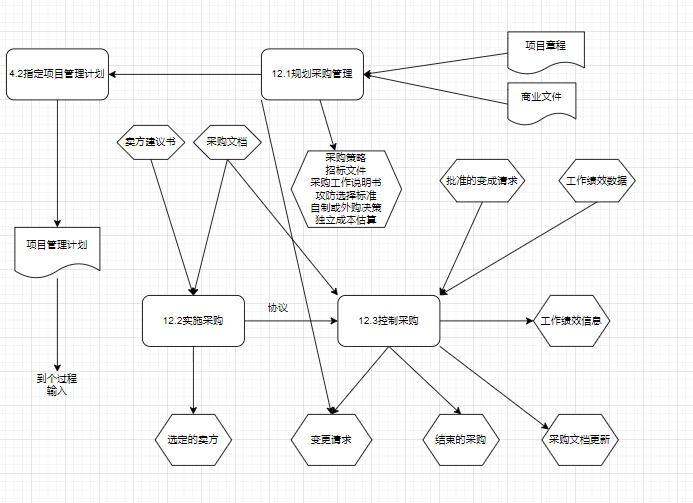 项目章程
4.2指定项目管理计划
12.1规划采购管理
商业文件
卖方建议书
采购文档
采购策略
招标文件
采购工作说明书
攻防选择标准
自制或外购决策
独立成本估算
批准的变成请求
工作绩效数据
项目管理计划
协议
12.2实施采购
12.3控制采购
工作绩效信息
到个过程
输入
选定的卖方
变更请求
结束的采购
采购文档更新